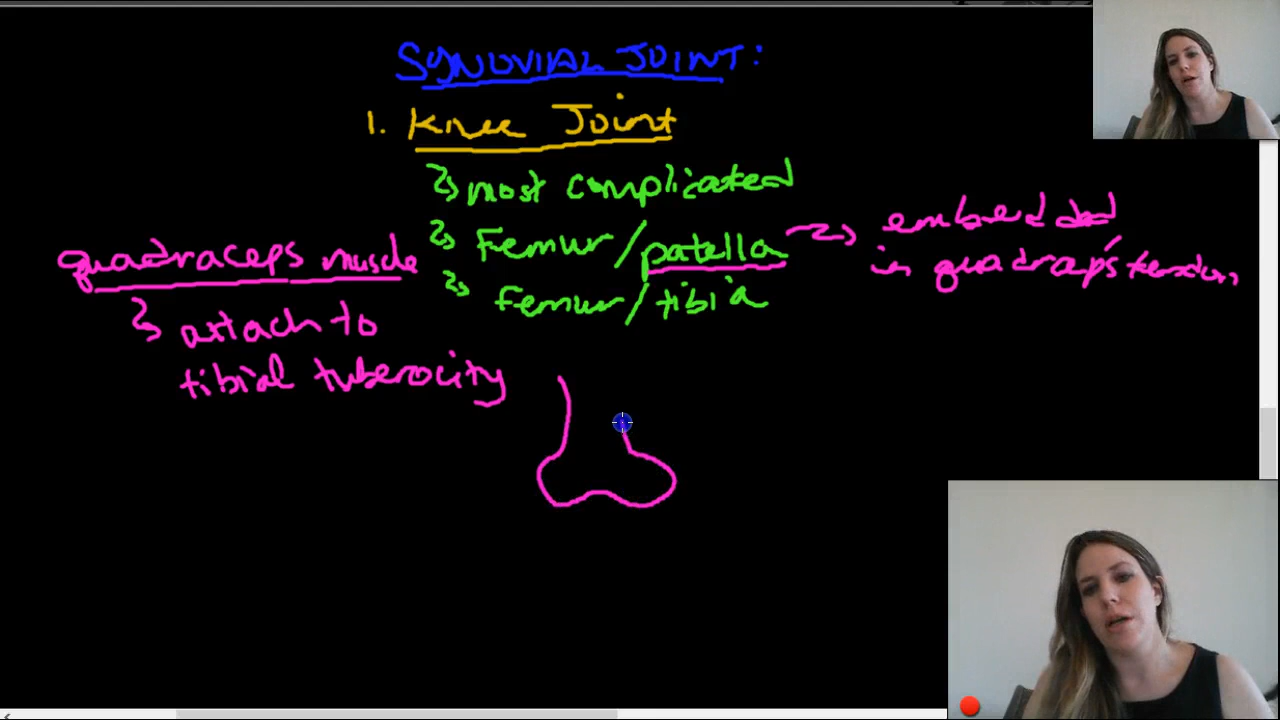 SYNOVIAL JOINT:
1. Knee Joint
most complicated
Femur/patella
embedded
in quadrap's tendon
Femur/tibia
quadraceps muscle
attach to
tibial tuberocity